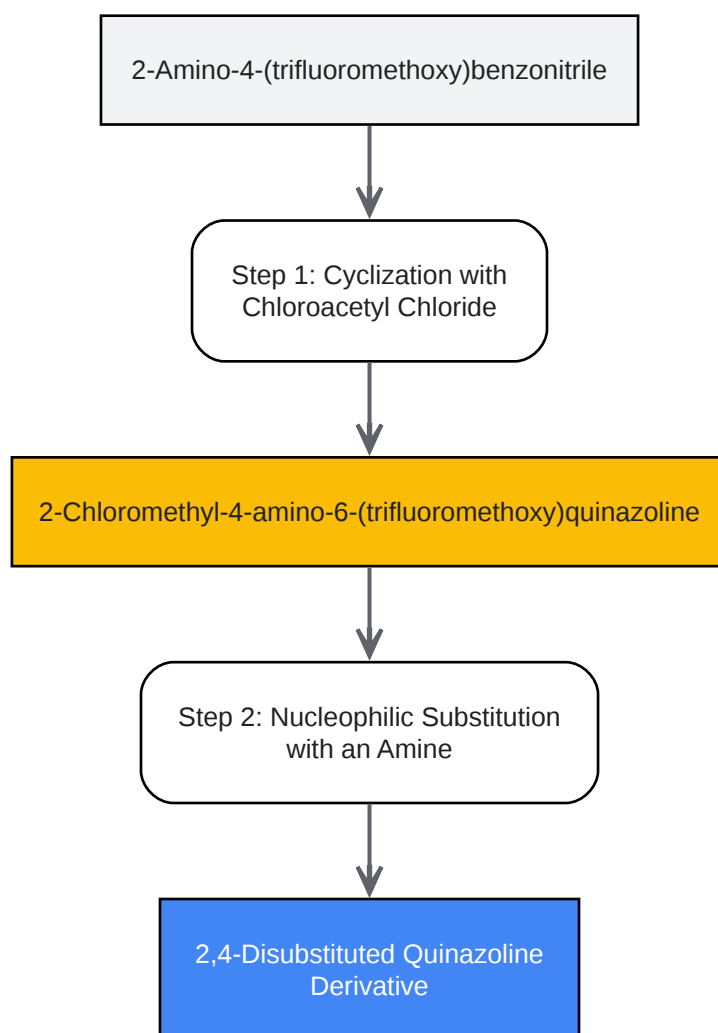 2-Amino-4-(trifluoromethoxy)benzonitrile
Step 1: Cyclization with
Chloroacetyl Chloride
2-Chloromethyl-4-amino-6-(trifluoromethoxy)quinazoline
Step 2: Nucleophilic Substitution
with an Amine
2,4-Disubstituted Quinazoline
Derivative